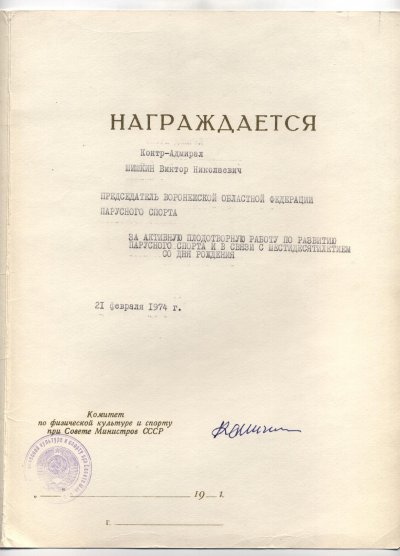 НАГРАЖДАЕТСЯ
Контр-Адмирал
ШИШКИН Виктор Николаевич
ПРЕДСЕДАТЕЛЬ ВОРОНЕЖСКОЙ ОБЛАСТНОЙ ФЕДЕРАЦИИ
ПАРУСНОГО СПОРТА
ЗА АКТИВНУЮ ПЛОДОТВОРНУЮ РАБОТУ ПО РАЗВИТИЮ
ПАРУСНОГО СПОРТА И В СВЯЗИ С ШЕСТИДЕСЯТИЛЕТИЕМ
СО ДНЯ РОЖДЕНИЯ
21 февраля 1974 г.
Комитет
по физической культуре и спорту
при Совете Министров СССР
19 г.
г.